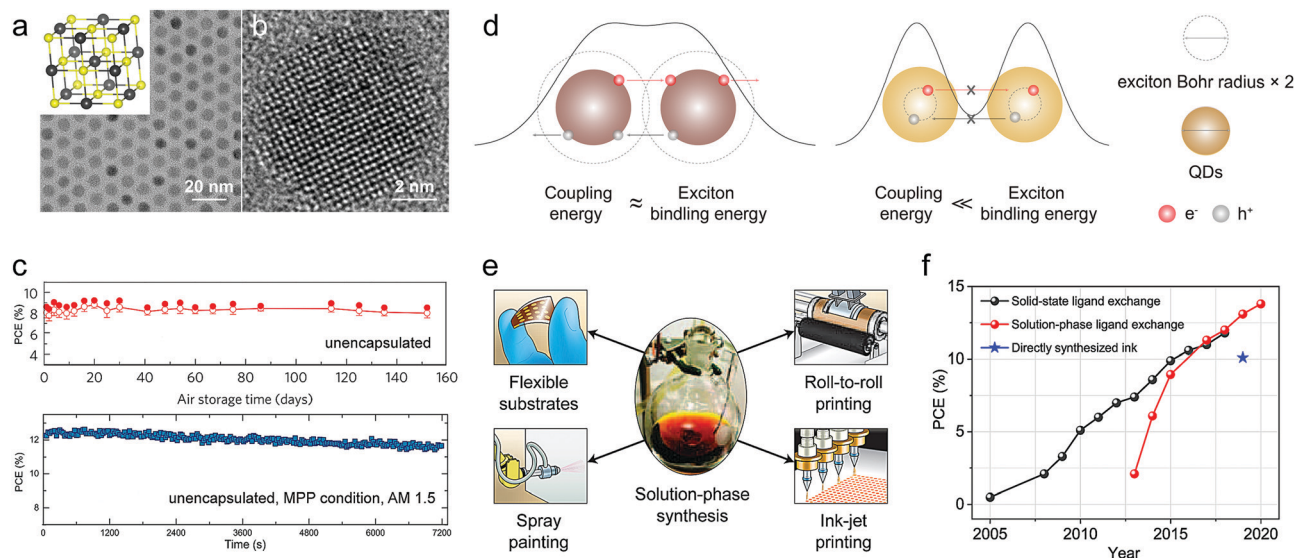 a
20 nm
b
2 nm
c
PCE (%)
10
8
6
4
unencapsulated
0 20 40 60 80 100 120 140 160
Air storage time (days)
PCE (%)
12
10
8
unencapsulated, MPP condition, AM 1.5
0 1200 2400 3600 4800 6000 7200
Time (s)
d
Coupling
energy
≈
Exciton
bindling energy
Coupling
energy
≪
Exciton
bindling energy
exciton Bohr radius × 2
QDs
e⁻ h⁺
e
Flexible
substrates
Roll-to-roll
printing
Spray
painting
Solution-phase
synthesis
Ink-jet
printing
f
PCE (%)
15
10
5
0
Solid-state ligand exchange
Solution-phase ligand exchange
Directly synthesized ink
2005 2010 2015 2020
Year